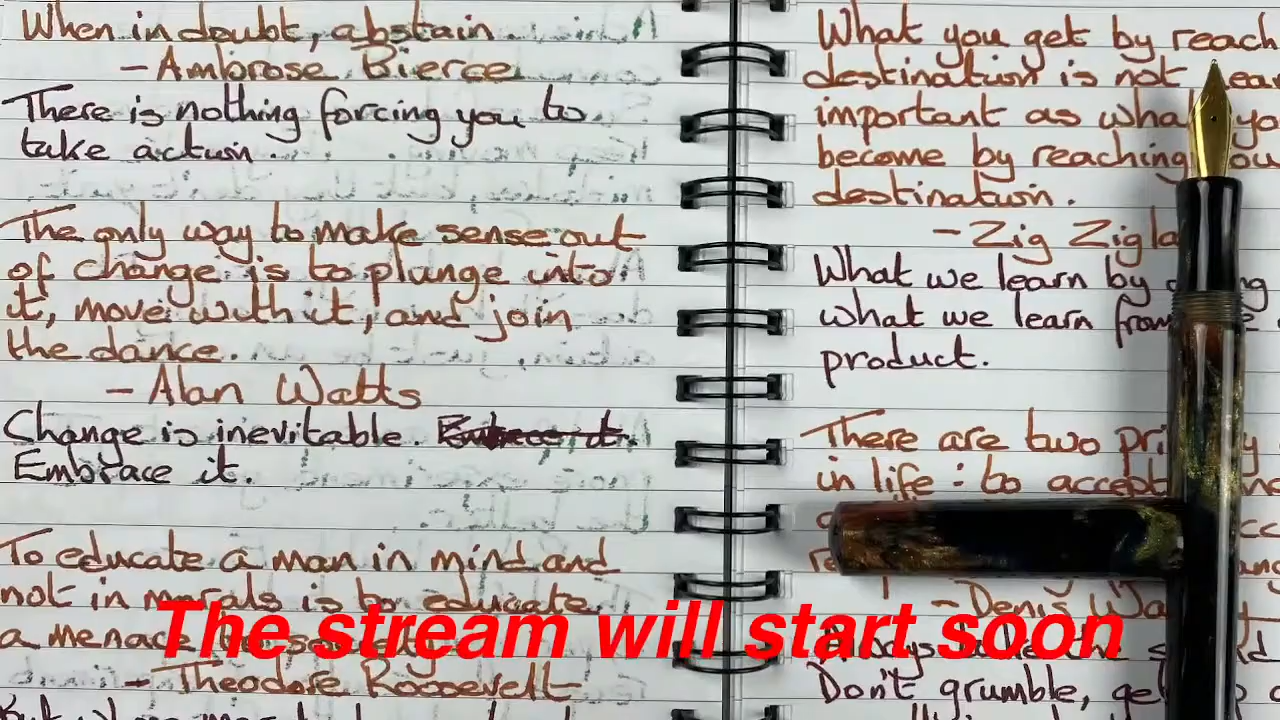 When in doubt, abstain.
- Ambrose Bierce
There is nothing forcing you to
take action.
The only way to make sense out
of change is to plunge into
it, move with it, and join
the dance.
- Alan Watts
Change is inevitable.
Embrace it.
To educate a man in mind and
not in morals is to educate
a menace to society
- Theodore Roosevelt
What you get by reach
destination is not
important as what yo
become by reaching
destination.
- Zig Zigla
What we learn by
what we learn from
product.
There are two pri
in life: to accept
- Denis Wa
Don't grumble, ge
The stream will start soon